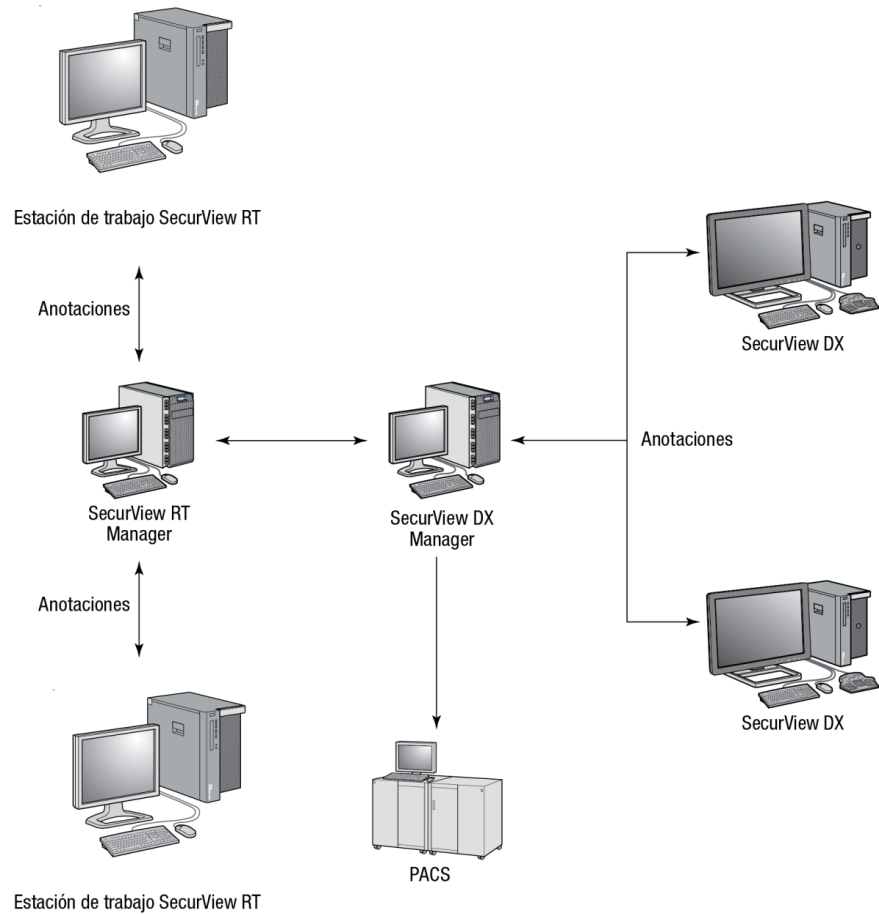 Estación de trabajo SecurView RT
Anotaciones
SecurView DX
Anotaciones
SecurView RT
Manager
SecurView DX
Manager
Anotaciones
SecurView DX
PACS
Estación de trabajo SecurView RT